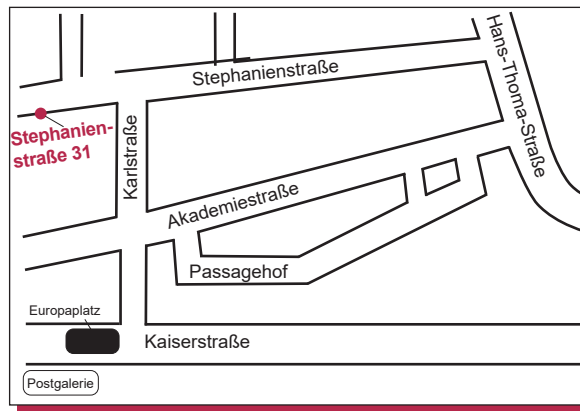 Stephanienstraße
Hans-Thoma-Straße
Stephanien-
straße 31
Karlstraße
Akademiestraße
Passagehof
Europaplatz
Kaiserstraße
Postgalerie